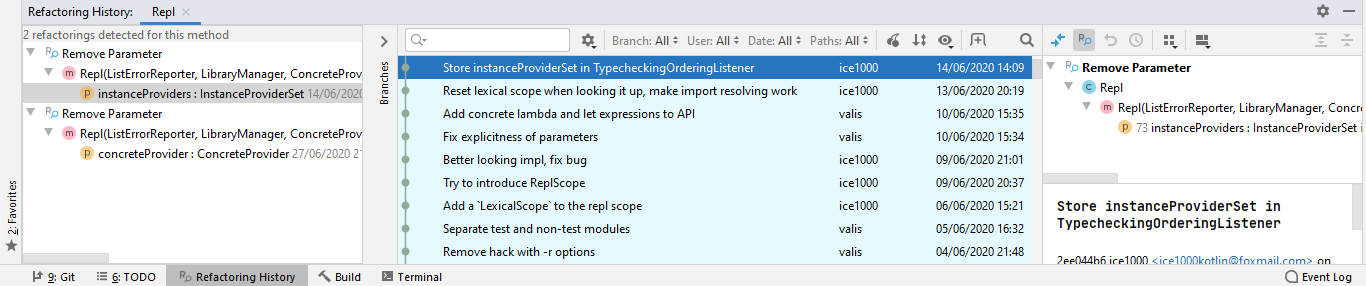 Refactoring History: Repl
2 refactorings detected for this method
Remove Parameter
Repl(ListErrorReporter, LibraryManager, ConcreteProv
instanceProviders : InstanceProviderSet 14/06/2020
Remove Parameter
Repl(ListErrorReporter, LibraryManager, ConcreteProv
concreteProvider : ConcreteProvider 27/06/2020 21
2: Favorites
Branches
Branch: All User: All Date: All Paths: All
Store instanceProviderSet in TypecheckingOrderingListener ice1000 14/06/2020 14:09
Reset lexical scope when looking it up, make import resolving work ice1000 13/06/2020 20:19
Add concrete lambda and let expressions to API valis 10/06/2020 15:35
Fix explicitness of parameters valis 10/06/2020 15:34
Better looking impl, fix bug ice1000 09/06/2020 21:01
Try to introduce ReplScope ice1000 09/06/2020 20:37
Add a `LexicalScope` to the repl scope ice1000 06/06/2020 15:21
Separate test and non-test modules valis 05/06/2020 16:32
Remove hack with -r options valis 04/06/2020 21:48
Remove Parameter
Repl
Repl(ListErrorReporter, LibraryManager, Conc
73 instanceProviders : InstanceProviderSet i
Store instanceProviderSet in
TypecheckingOrderingListener
2ee044b6 ice1000 <ice1000kotlin@foxmail.com> on
9: Git 6: TODO Refactoring History Build Terminal Event Log